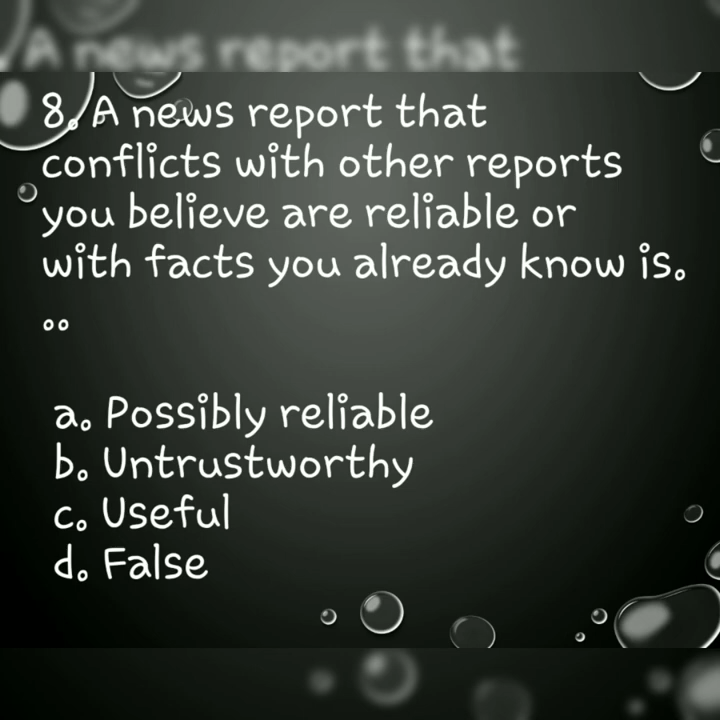 A news report that
8. A news report that
conflicts with other reports
you believe are reliable or
with facts you already know is.
..
a. Possibly reliable
b. Untrustworthy
c. Useful
d. False